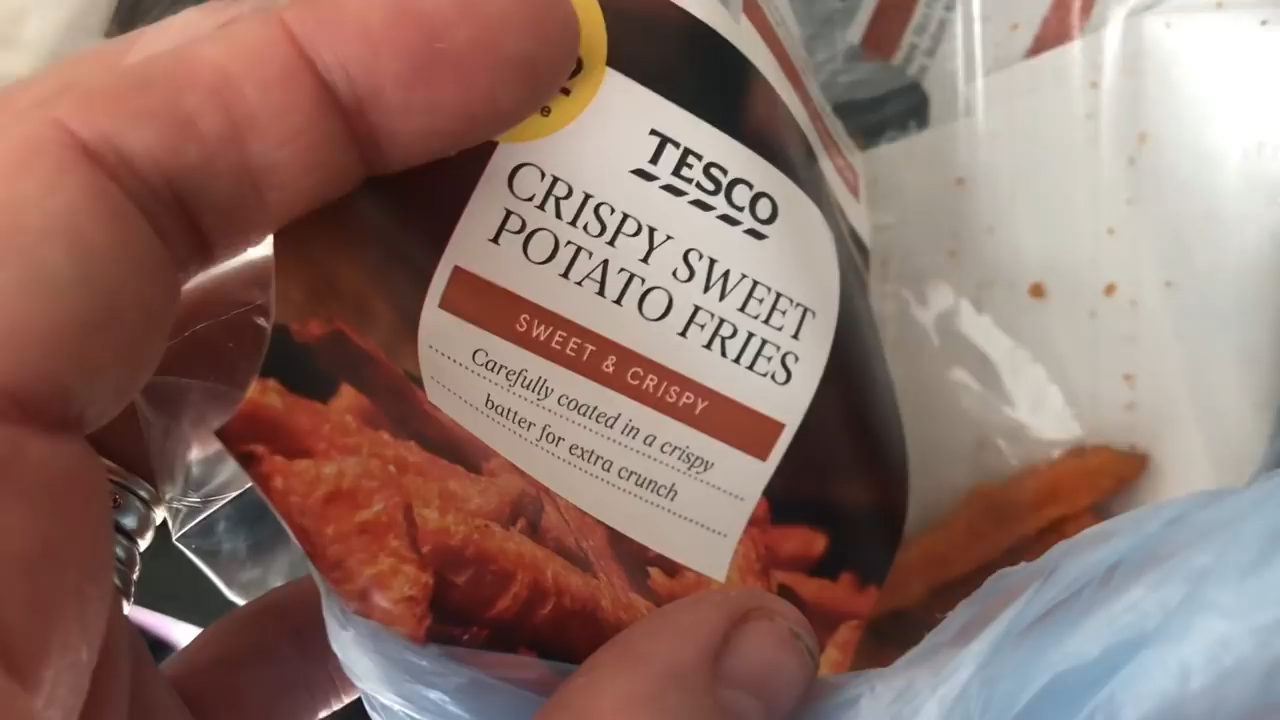 TESCO
CRISPY SWEET
POTATO FRIES
SWEET & CRISPY
Carefully coated in a crispy
batter for extra crunch